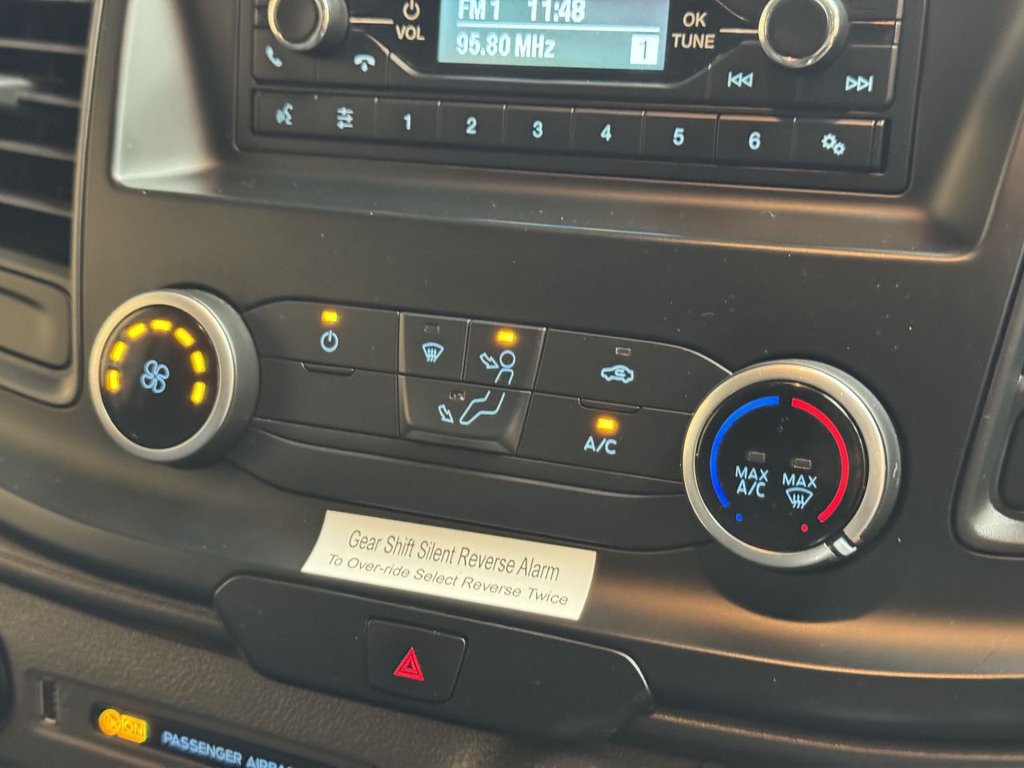 FM 1 11:48
VOL
OK
TUNE
95.80 MHz 1
1 2 3 4 5 6
A/C
MAX
A/C
MAX
Gear Shift Silent Reverse Alarm
To Over-ride Select Reverse Twice
ON
PASSENGER